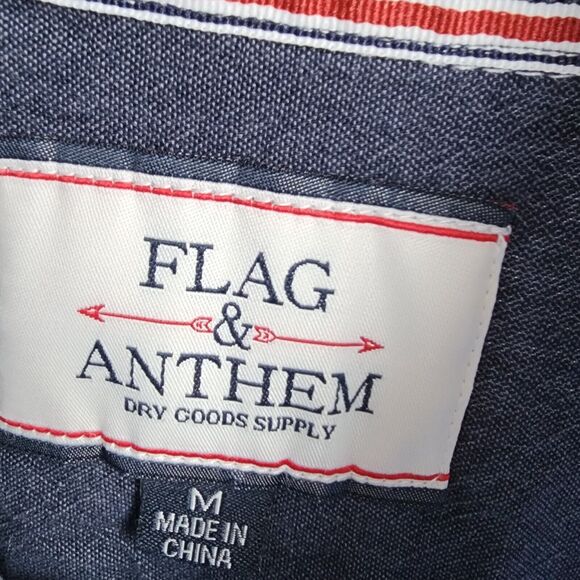 FLAG
&
ANTHEM
DRY GOODS SUPPLY
M
MADE IN
CHINA